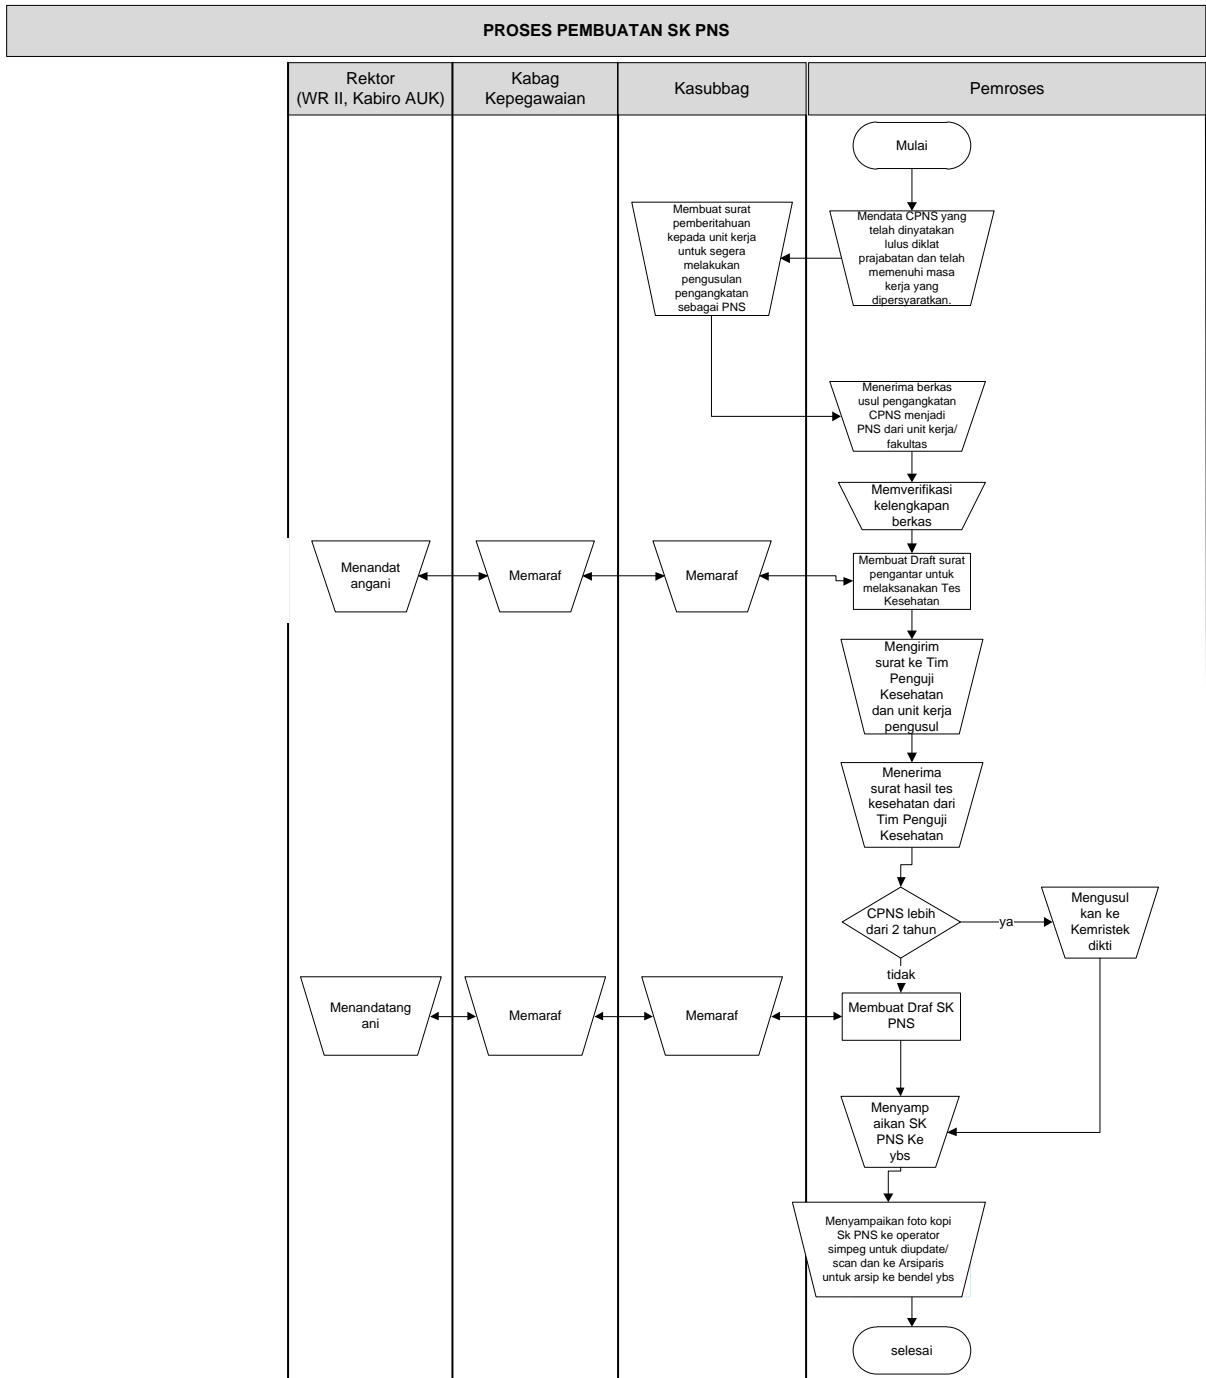 PROSES PEMBUATAN SK PNS
Rektor
(WR II, Kabiro AUK)
Kabag
Kepegawaian
Kasubbag
Pemroses
Mulai
Mendata CPNS yang
telah dinyatakan
lulus diklat
prajabatan dan telah
memenuhi masa
kerja yang
dipersyaratkan.
Membuat surat
pemberitahuan
kepada unit kerja
untuk segera
melakukan
pengusulan
pengangkatan
sebagai PNS
Menerima berkas
usul pengangkatan
CPNS menjadi
PNS dari unit kerja/
fakultas
Memverifikasi
kelengkapan
berkas
Membuat Draft surat
pengantar untuk
melaksanakan Tes
Kesehatan
Memaraf
Memaraf
Menandat
angani
Mengirim
surat ke Tim
Penguji
Kesehatan
dan unit kerja
pengusul
Menerima
surat hasil tes
kesehatan dari
Tim Penguji
Kesehatan
CPNS lebih
dari 2 tahun
ya
Mengusul
kan ke
Kemristek
dikti
tidak
Membuat Draf SK
PNS
Memaraf
Memaraf
Menandatang
ani
Menyamp
aikan SK
PNS Ke
ybs
Menyampaikan foto kopi
Sk PNS ke operator
simpeg untuk diupdate/
scan dan ke Arsiparis
untuk arsip ke bendel ybs
selesai